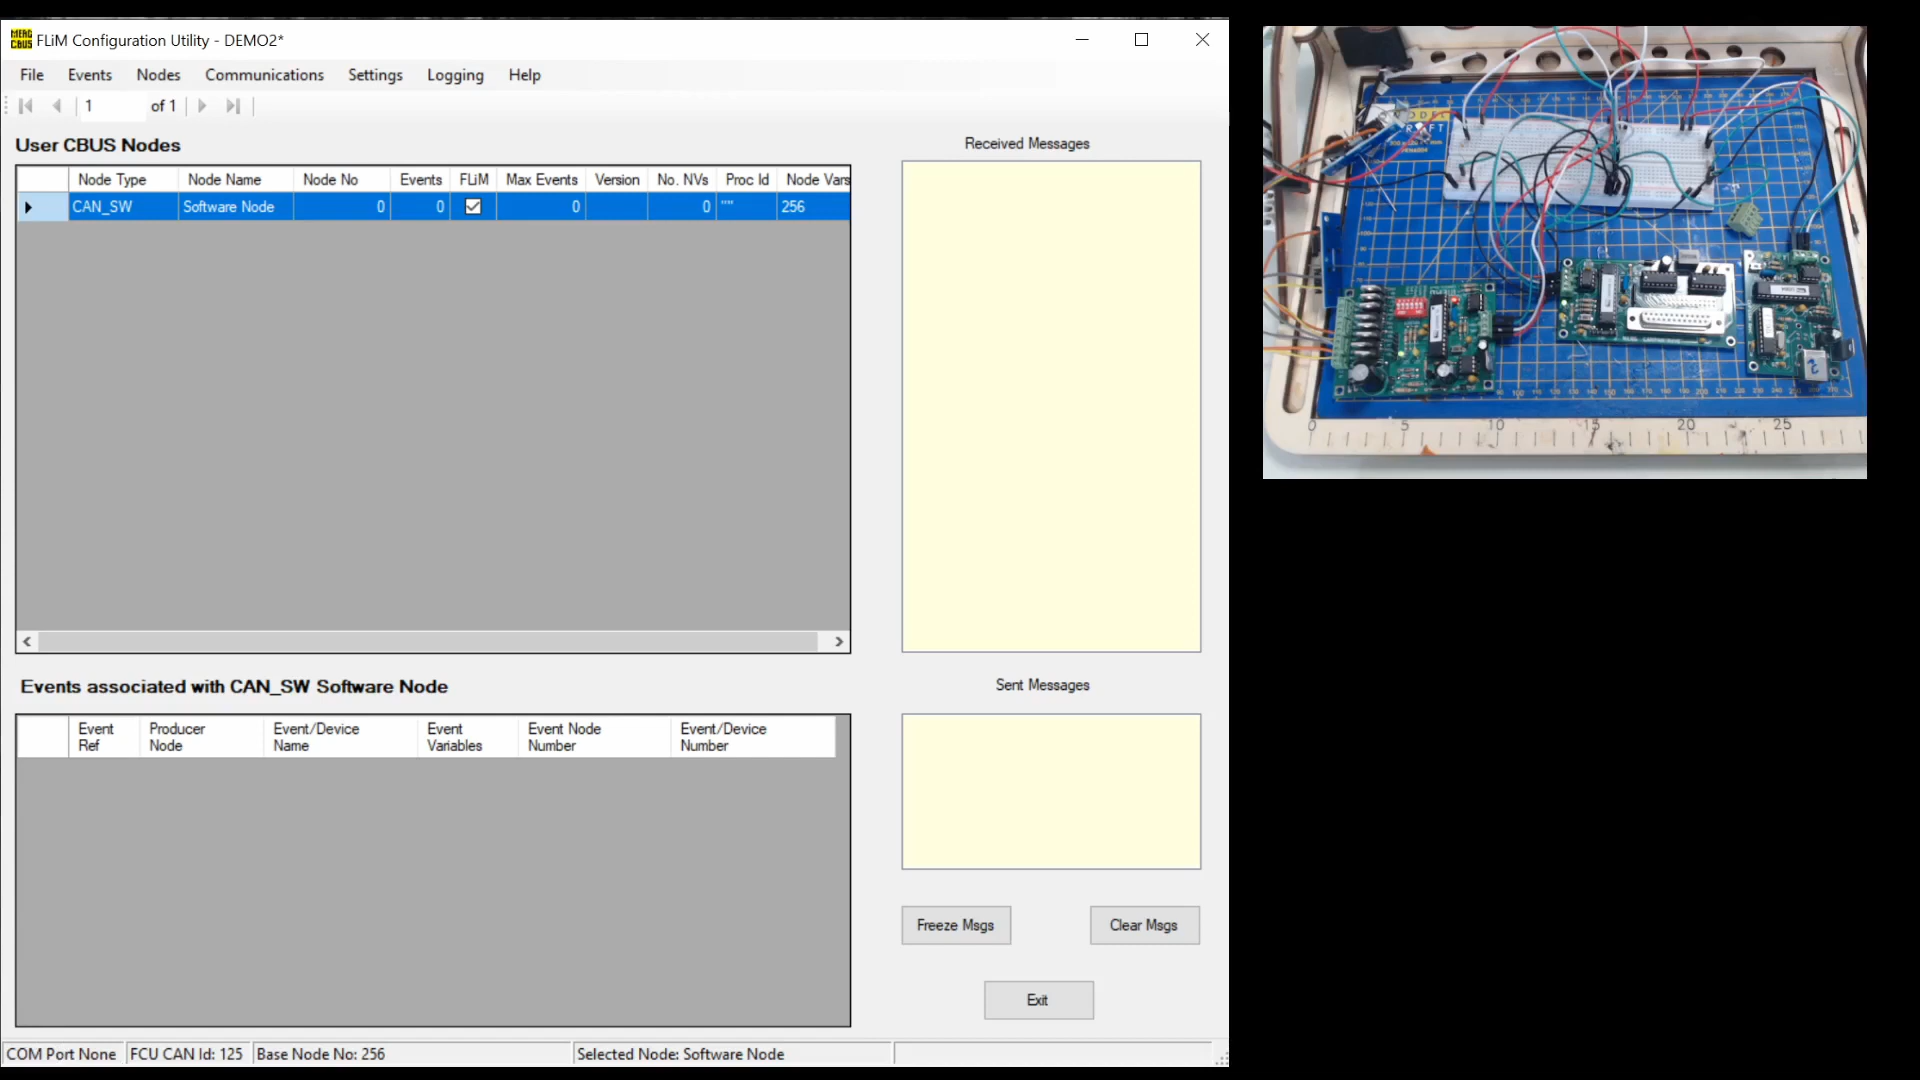 MERG
CBUS
FLiM Configuration Utility - DEMO2*
File Events Nodes Communications Settings Logging Help
1 of 1
User CBUS Nodes
Node Type Node Name Node No Events FLiM Max Events Version No. NVs Proc Id Node Vars
CAN_SW Software Node 0 0 0 0 "" 256
Received Messages
Events associated with CAN_SW Software Node
Event Ref Producer Node Event/Device Name Event Variables Event Node Number Event/Device Number
Sent Messages
Freeze Msgs Clear Msgs
Exit
COM Port None FCU CAN Id: 125 Base Node No: 256 Selected Node: Software Node
0 5 10 15 20 25